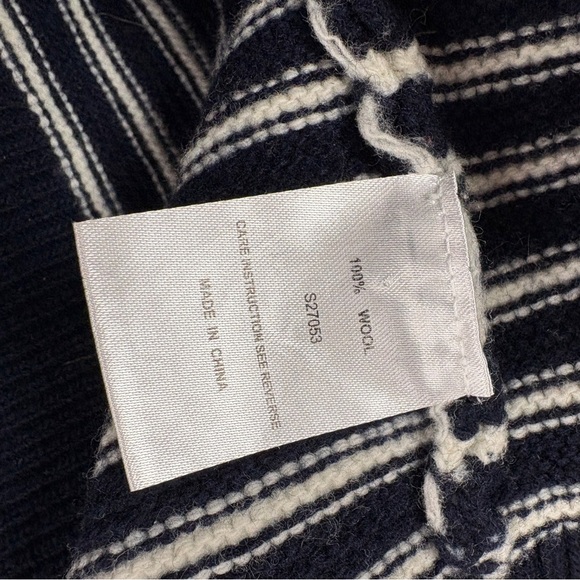 100% WOOL
S27053
CARE INSTRUCTION SEE REVERSE
MADE IN CHINA